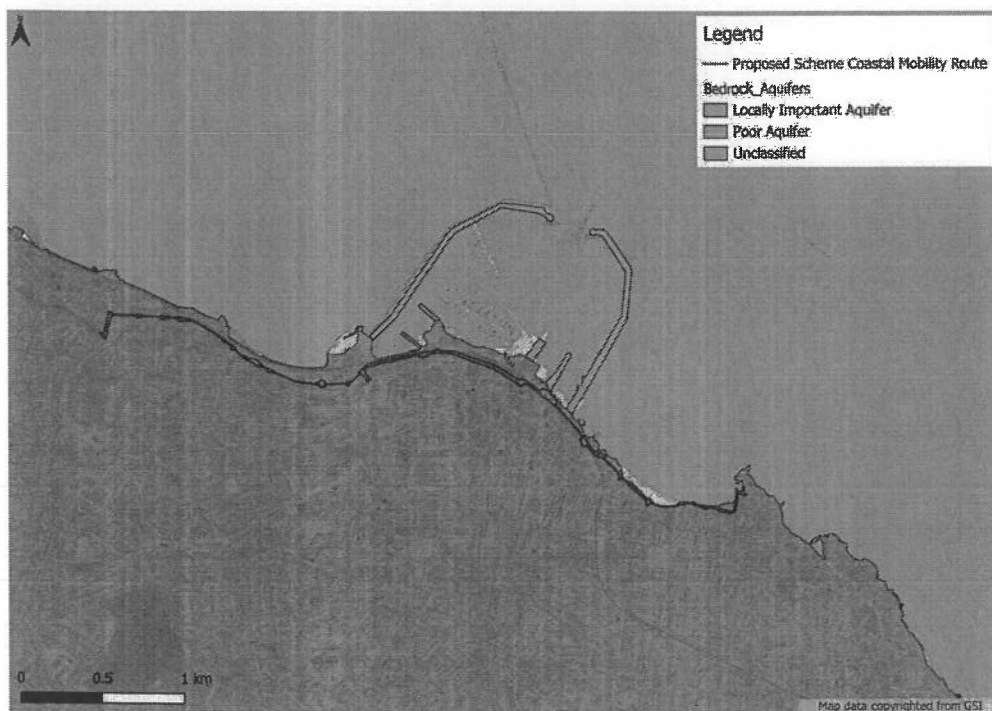 Legend
Proposed Scheme Coastal Mobility Route
Bedrock_Aquifers
Locally Important Aquifer
Poor Aquifer
Unclassified
0 0.5 1 km
Map data copyrighted from GSI